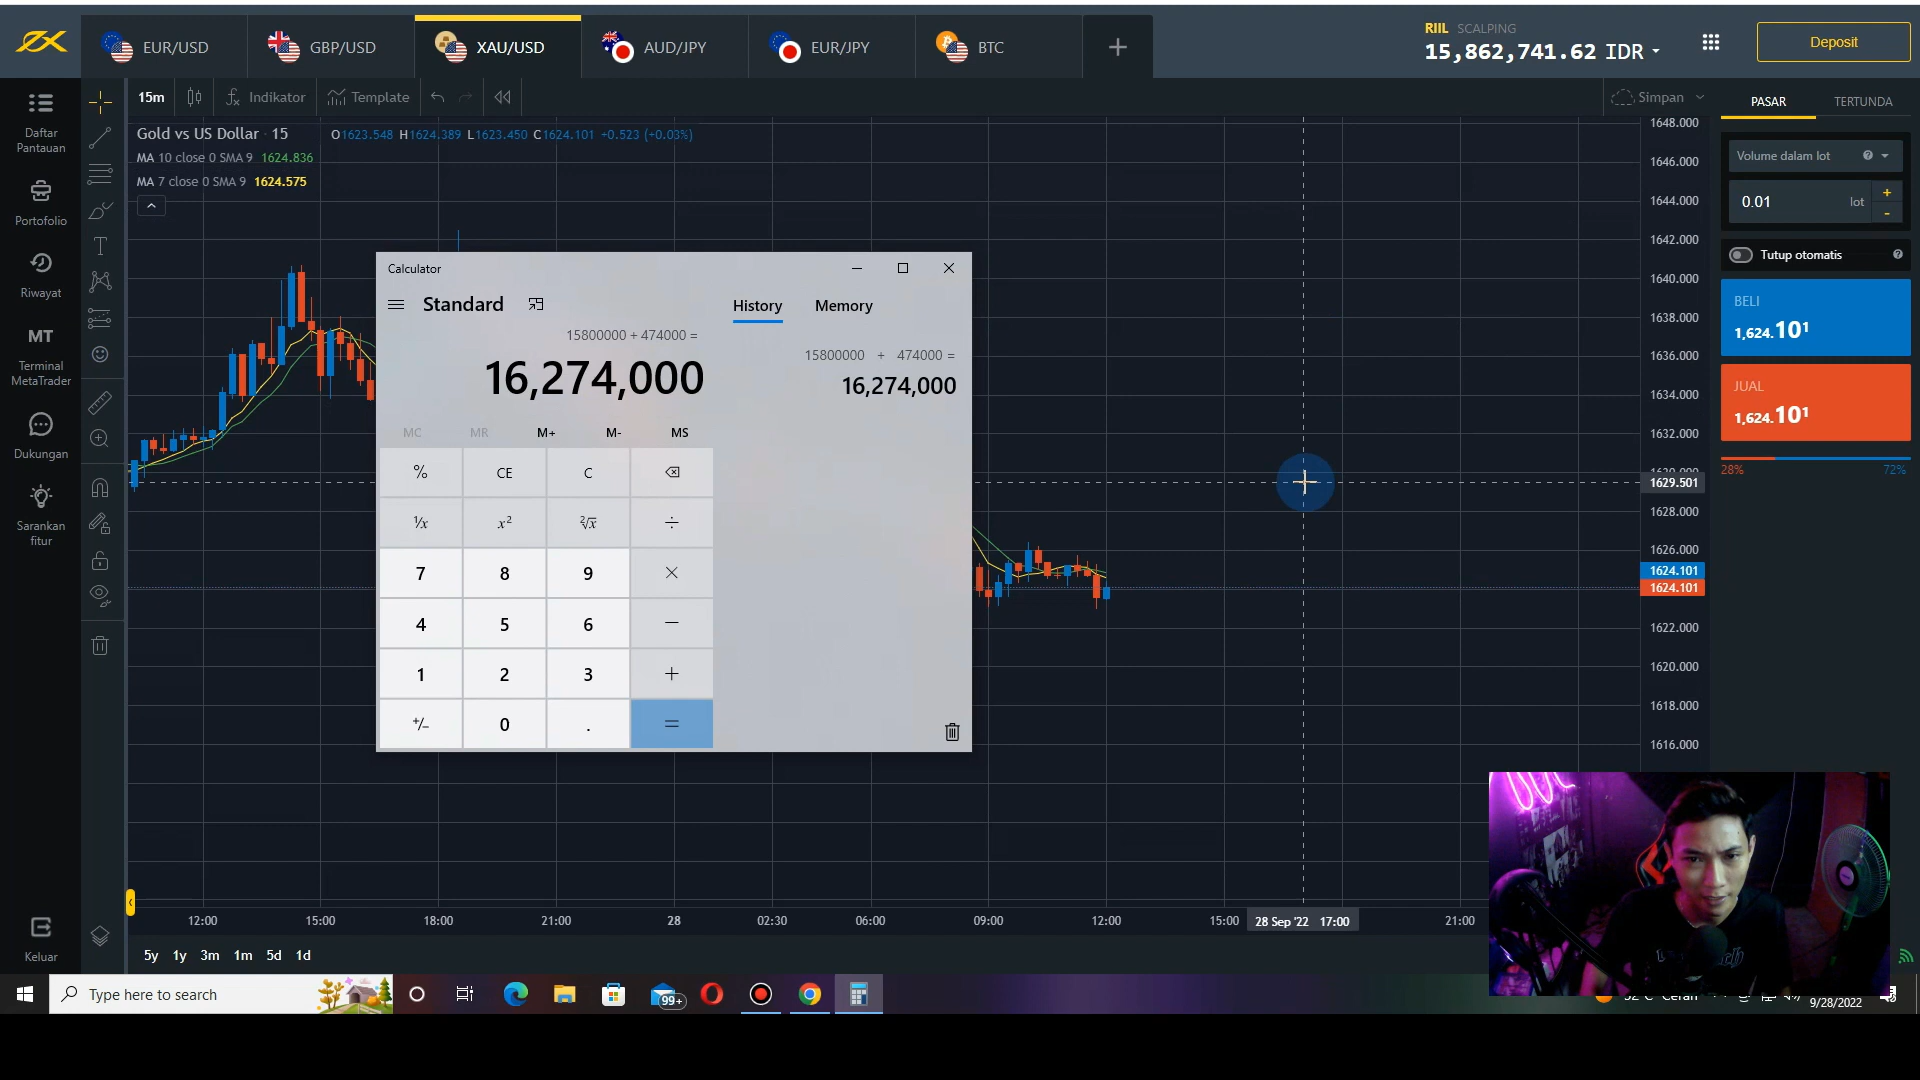 EUR/USD
GBP/USD
XAU/USD
AUD/JPY
EUR/JPY
BTC
+
RIIL SCALPING
15,862,741.62 IDR
Deposit
15m
Indikator
Template
Simpan
PASAR
TERTUNDA
Daftar
Pantauan
Portofolio
Riwayat
MT
Terminal
MetaTrader
Dukungan
Sarankan
fitur
Keluar
Gold vs US Dollar · 15
O1623.548 H1624.389 L1623.450 C1624.101 +0.523 (+0.03%)
MA 10 close 0 SMA 9 1624.836
MA 7 close 0 SMA 9 1624.575
Calculator
Standard
History
Memory
15800000 + 474000 =
16,274,000
15800000 + 474000 =
16,274,000
MC MR M+ M- MS
% CE C
¹/x x² ²√x ÷
7 8 9 ×
4 5 6 −
1 2 3 +
+/− 0 . =
1648.000
1646.000
1644.000
1642.000
1640.000
1638.000
1636.000
1634.000
1632.000
1629.501
1628.000
1626.000
1624.101
1624.101
1622.000
1620.000
1618.000
1616.000
Volume dalam lot
0.01 lot
+
-
Tutup otomatis
BELI
1,624.10¹
JUAL
1,624.10¹
28% 72%
12:00 15:00 18:00 21:00 28 02:30 06:00 09:00 12:00 15:00 28 Sep '22 17:00 21:00
5y 1y 3m 1m 5d 1d
Type here to search
99+
9/28/2022